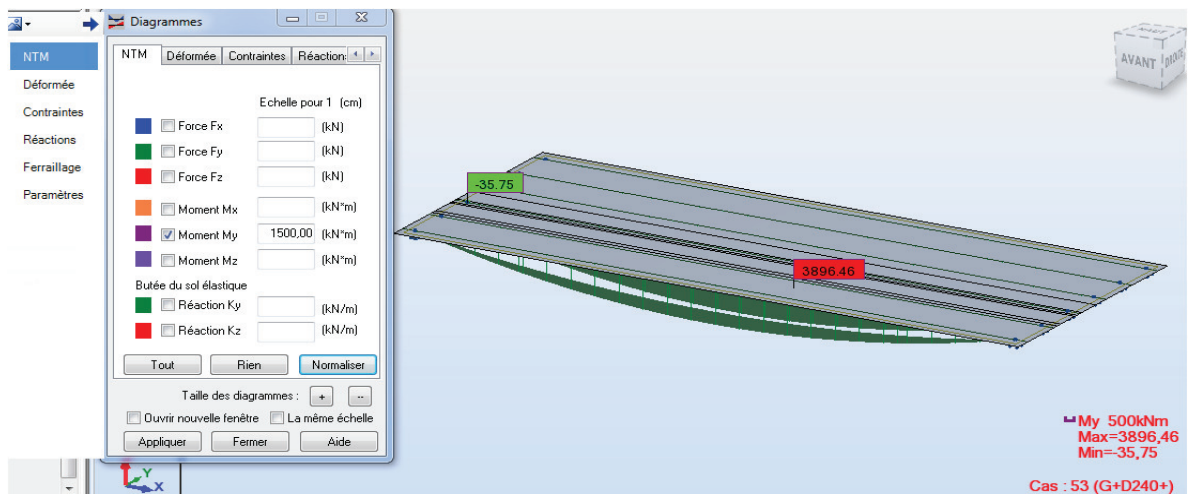 Diagrammes
NTM
Déformée
Contraintes
Réactions
Ferraillage
Paramètres
NTM Déformée Contraintes Réaction:
Echelle pour 1 (cm)
Force Fx (kN)
Force Fy (kN)
Force Fz (kN)
Moment Mx (kN*m)
Moment My 1500,00 (kN*m)
Moment Mz (kN*m)
Butée du sol élastique
Réaction Ky (kN/m)
Réaction Kz (kN/m)
Tout Rien Normaliser
Taille des diagrammes : + --
Ouvrir nouvelle fenêtre La même échelle
Appliquer Fermer Aide
Y
X
AVANT
-35.75
3896.46
My 500kNm
Max=3896,46
Min=-35,75
Cas : 53 (G+D240+)